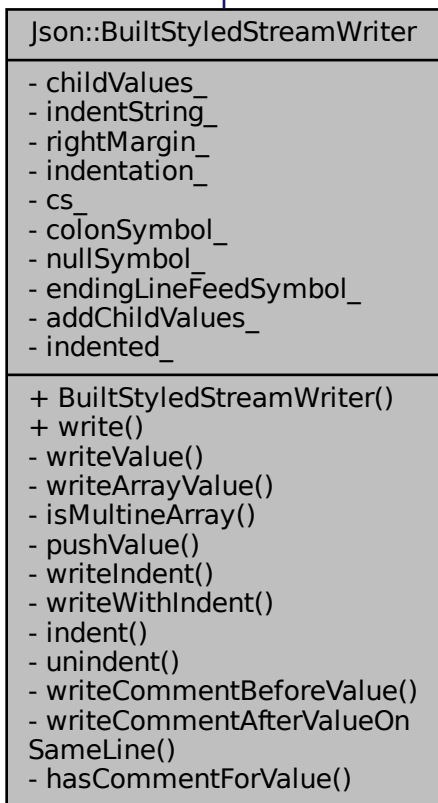 Json::BuiltStyledStreamWriter
- childValues_
- indentString_
- rightMargin_
- indentation_
- cs_
- colonSymbol_
- nullSymbol_
- endingLineFeedSymbol_
- addChildValues_
- indented_
+ BuiltStyledStreamWriter()
+ write()
- writeValue()
- writeArrayValue()
- isMultineArray()
- pushValue()
- writeIndent()
- writeWithIndent()
- indent()
- unindent()
- writeCommentBeforeValue()
- writeCommentAfterValueOn
SameLine()
- hasCommentForValue()